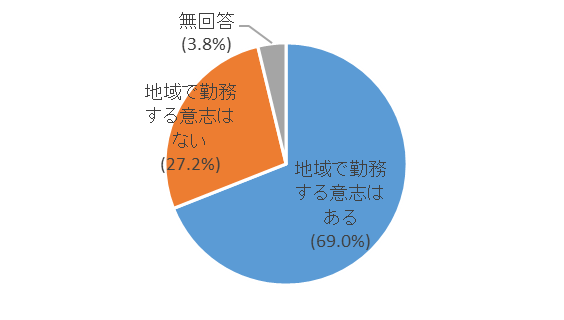 無回答
(3.8%)
地域で勤務
する意志は
ない
(27.2%)
地域で勤務
する意志は
ある
(69.0%)